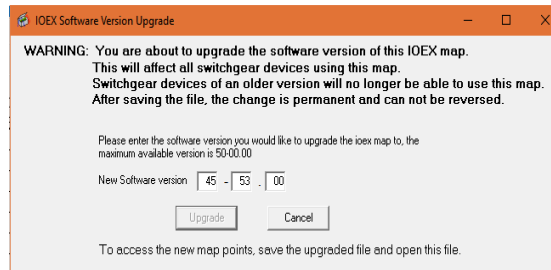 IOEX Software Version Upgrade
WARNING: You are about to upgrade the software version of this IOEX map.
This will affect all switchgear devices using this map.
Switchgear devices of an older version will no longer be able to use this map.
After saving the file, the change is permanent and can not be reversed.
Please enter the software version you would like to upgrade the ioex map to, the
maximum available version is 50-00.00
New Software version 45 - 53 . 00
Upgrade Cancel
To access the new map points, save the upgraded file and open this file.